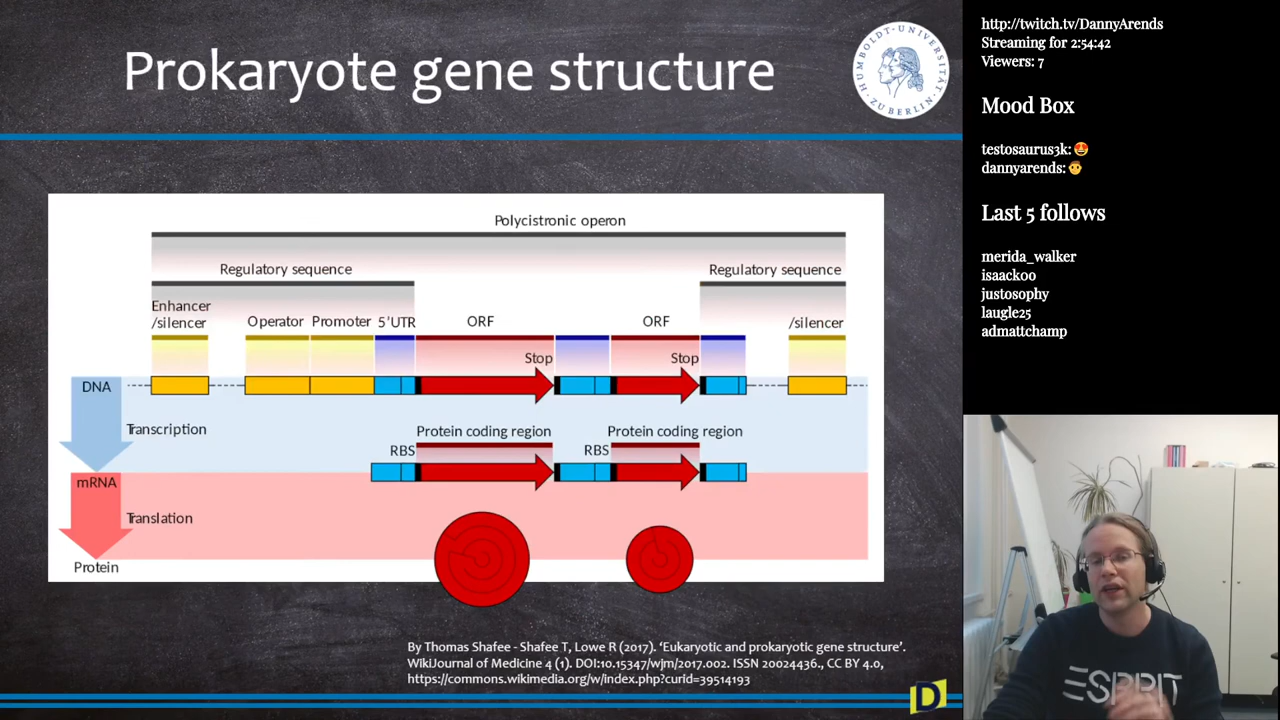 Prokaryote gene structure
HUMBOLDT-UNIVERSITÄT
ZU BERLIN
Polycistronic operon
Regulatory sequence
Regulatory sequence
Enhancer
/silencer
Operator
Promoter
5'UTR
ORF
ORF
/silencer
Stop
Stop
DNA
Transcription
Protein coding region
Protein coding region
RBS
RBS
mRNA
Translation
Protein
By Thomas Shafee - Shafee T, Lowe R (2017). 'Eukaryotic and prokaryotic gene structure'.
WikiJournal of Medicine 4 (1). DOI:10.15347/wjm/2017.002. ISSN 20024436., CC BY 4.0,
https://commons.wikimedia.org/w/index.php?curid=39514193
D
http://twitch.tv/DannyArends
Streaming for 2:54:42
Viewers: 7
Mood Box
testosaurus3k:
dannyarends:
Last 5 follows
merida_walker
isaack00
justosophy
laugle25
admattchamp
ESPRIT